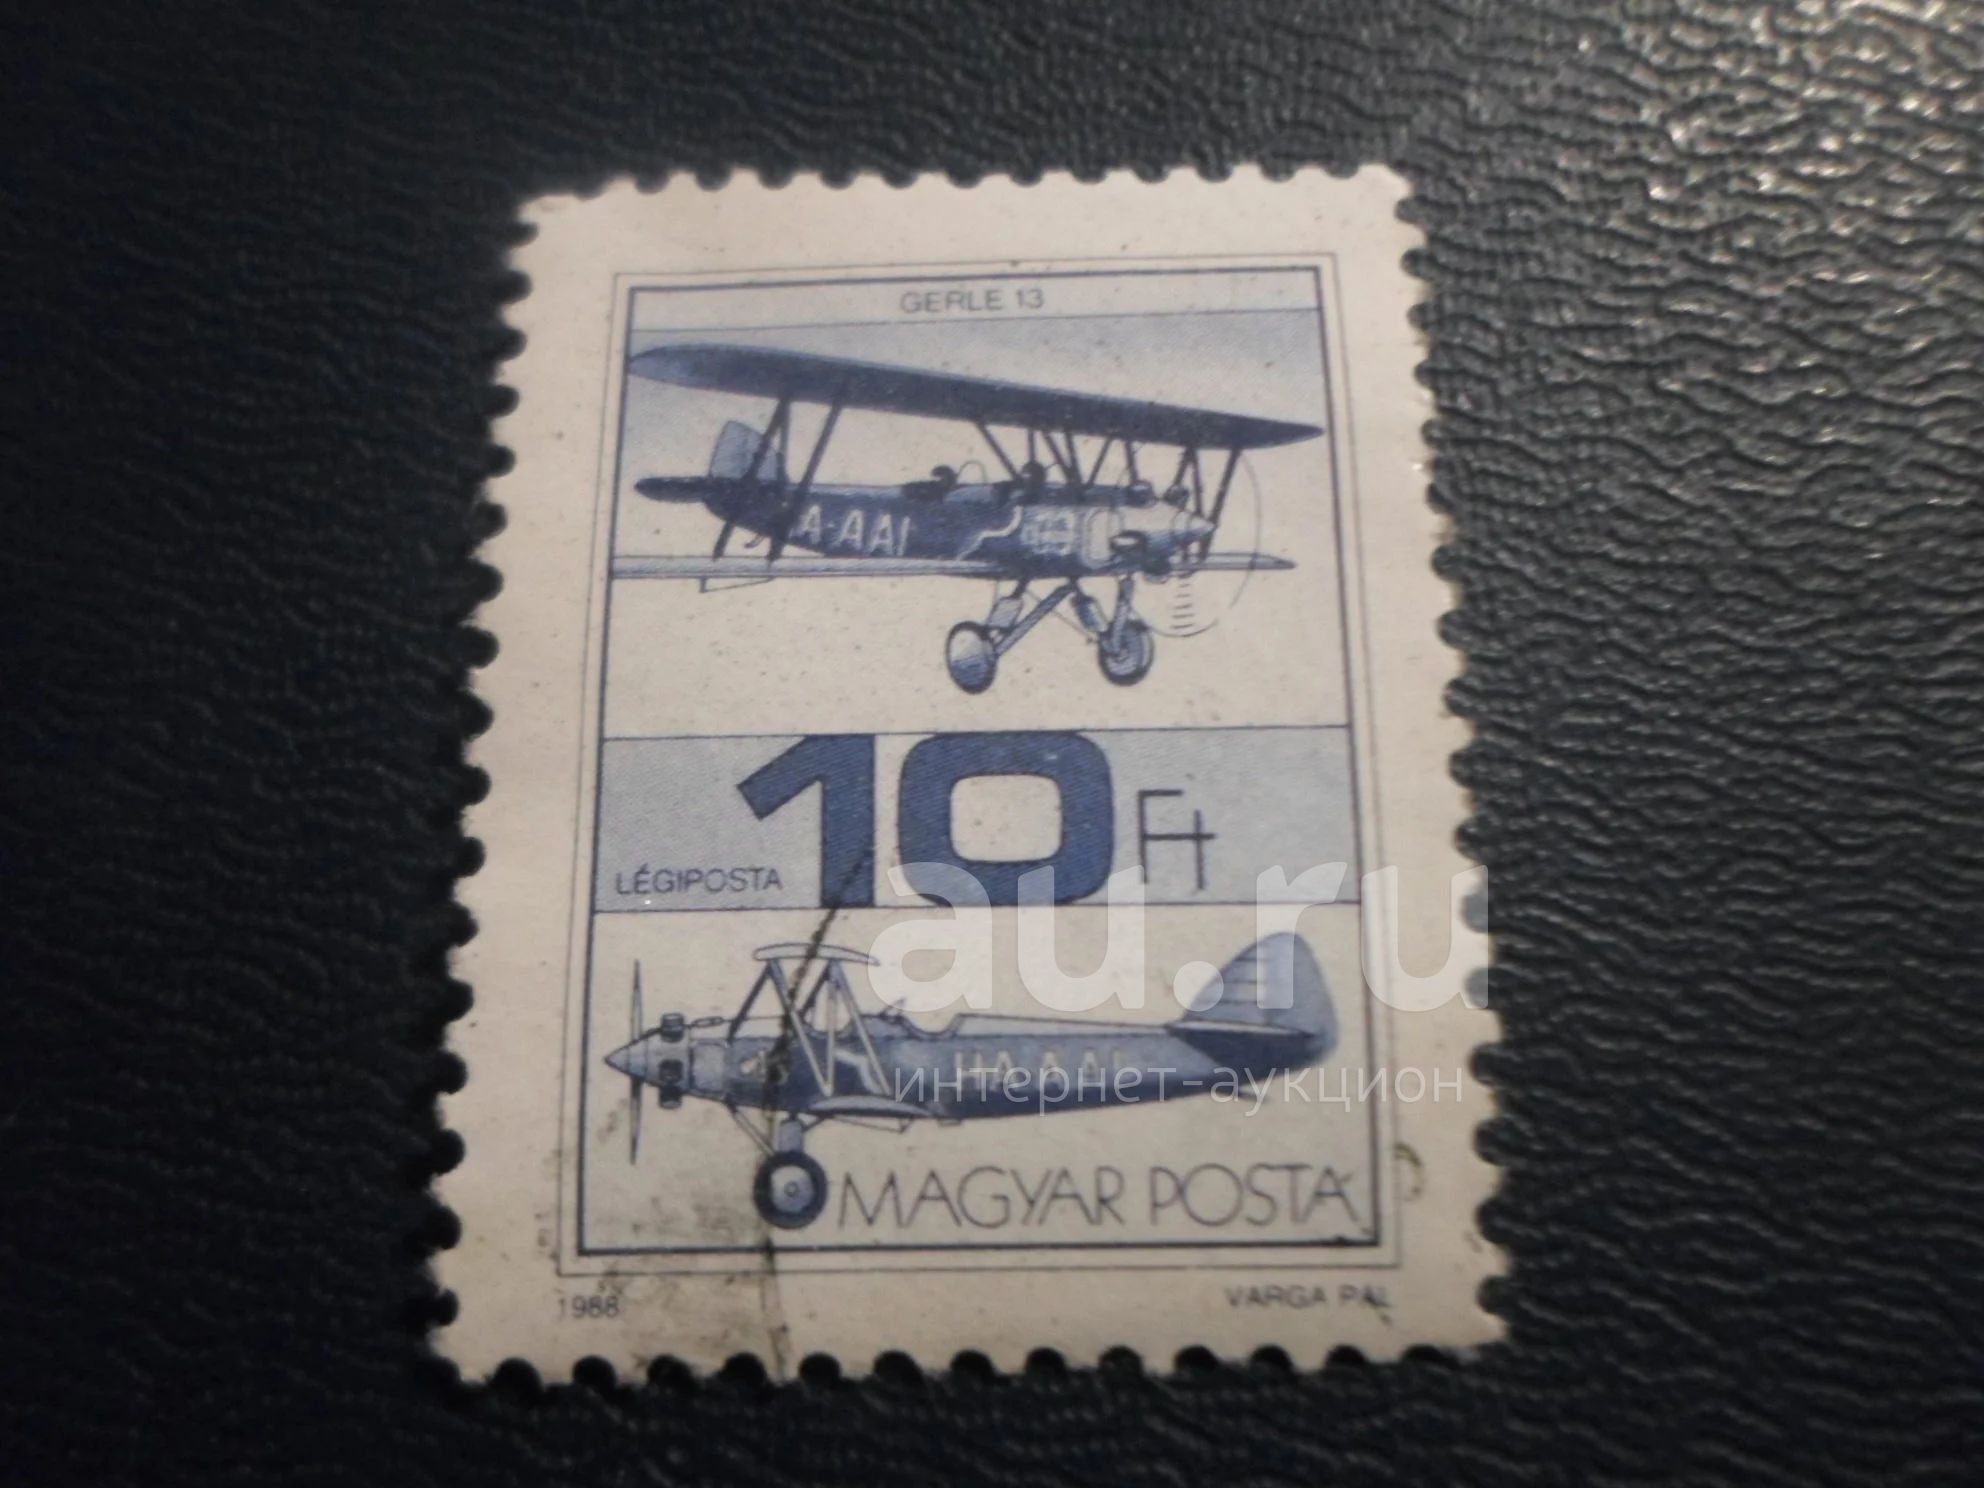 GERLE 13
A-AAI
10 Ft
LÉGIPOSTA
au.ru
HA-AAI
интернет-аукцион
MAGYAR POSTA
1988 VARGA PÁL